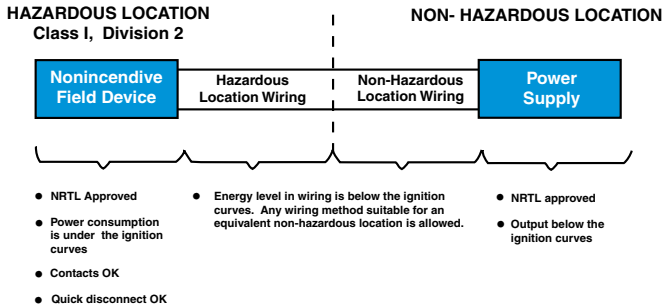 HAZARDOUS LOCATION
Class I, Division 2
NON- HAZARDOUS LOCATION
Nonincendive
Field Device
Hazardous
Location Wiring
Non-Hazardous
Location Wiring
Power
Supply
• NRTL Approved
• Power consumption
is under the ignition
curves
• Contacts OK
• Quick disconnect OK
• Energy level in wiring is below the ignition
curves. Any wiring method suitable for an
equivalent non-hazardous location is allowed.
• NRTL approved
• Output below the
ignition curves